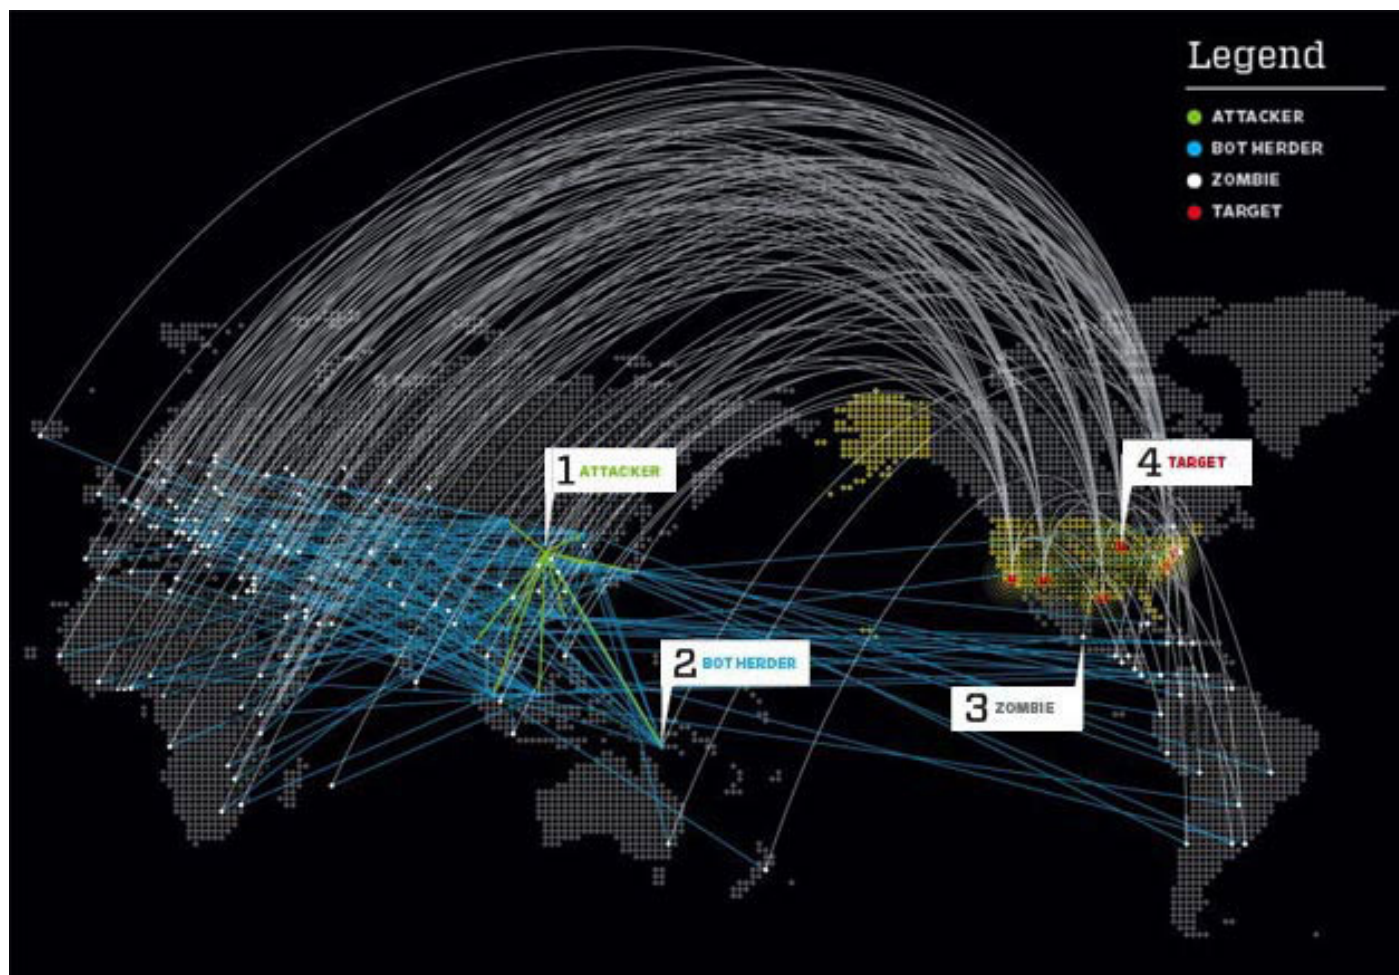 Legend
ATTACKER
BOT HERDER
ZOMBIE
TARGET
1 ATTACKER
4 TARGET
2 BOT HERDER
3 ZOMBIE